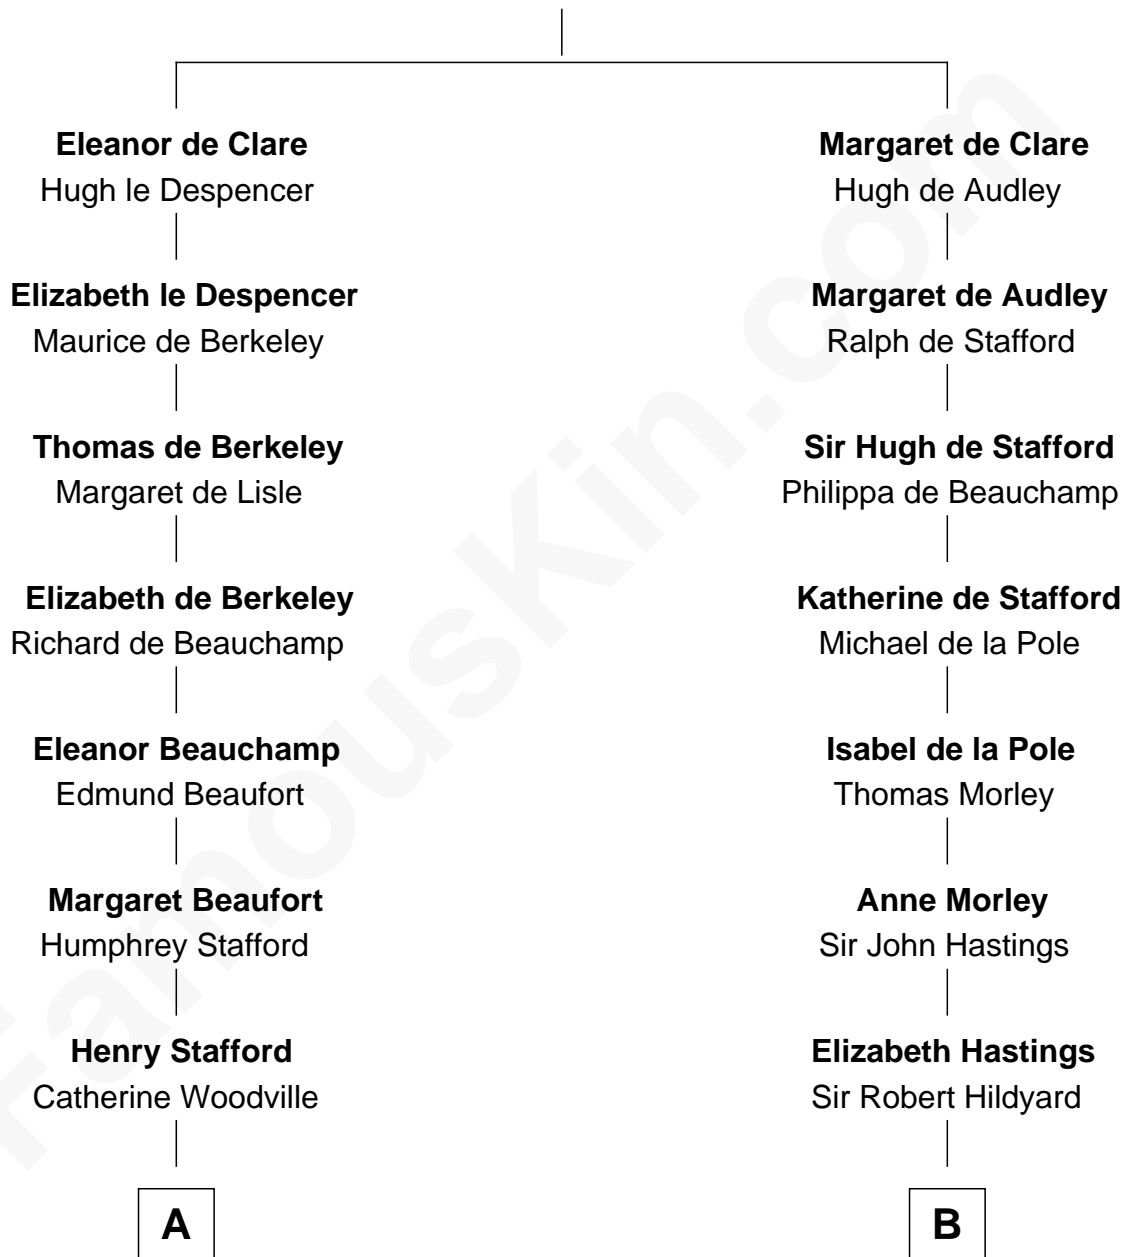 Eleanor de Clare
Hugh le Despencer
Elizabeth le Despencer
Maurice de Berkeley
Thomas de Berkeley
Margaret de Lisle
Elizabeth de Berkeley
Richard de Beauchamp
Eleanor Beauchamp
Edmund Beaufort
Margaret Beaufort
Humphrey Stafford
Henry Stafford
Catherine Woodville
A
Margaret de Clare
Hugh de Audley
Margaret de Audley
Ralph de Stafford
Sir Hugh de Stafford
Philippa de Beauchamp
Katherine de Stafford
Michael de la Pole
Isabel de la Pole
Thomas Morley
Anne Morley
Sir John Hastings
Elizabeth Hastings
Sir Robert Hildyard
B
FamousKin.com